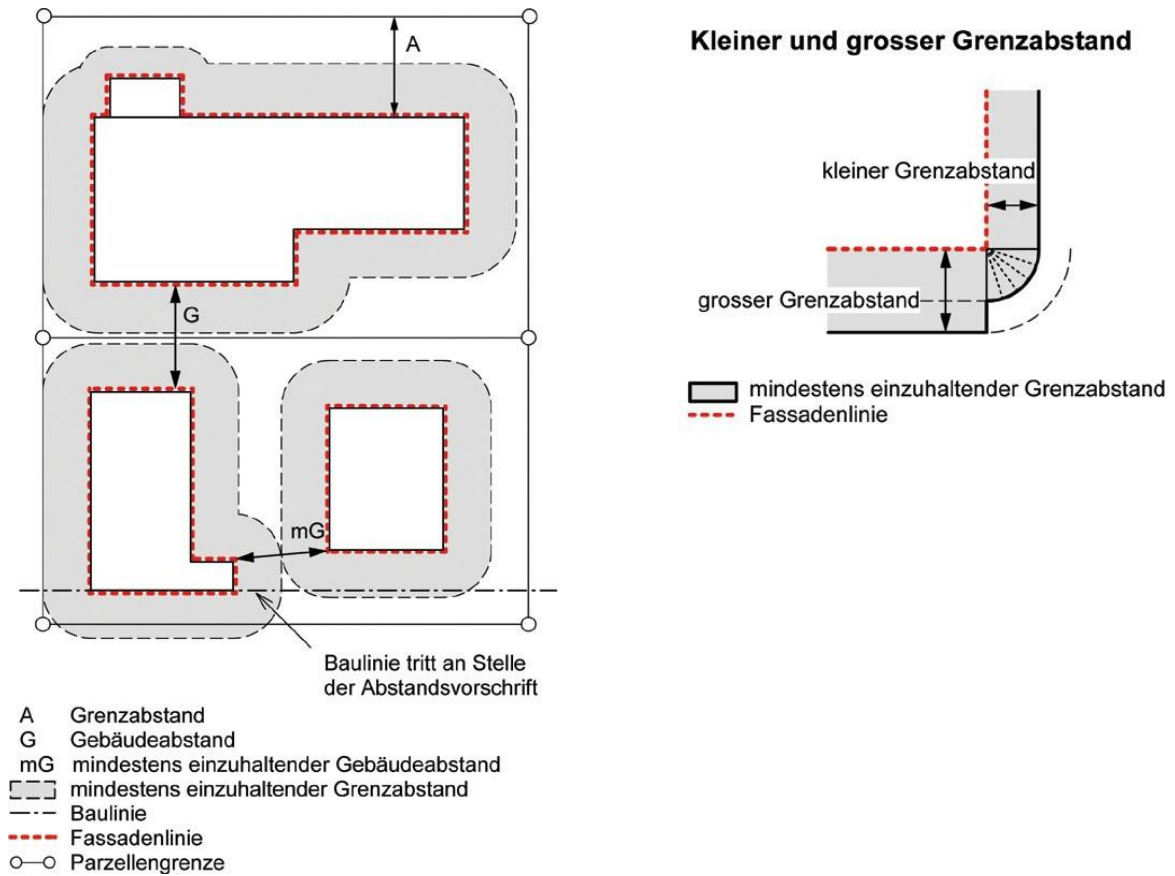 A
G
mG
Baulinie tritt an Stelle
der Abstandsvorschrift
A Grenzabstand
G Gebäudeabstand
mG mindestens einzuhaltender Gebäudeabstand
mindestens einzuhaltender Grenzabstand
Baulinie
Fassadenlinie
Parzellengrenze
Kleiner und grosser Grenzabstand
kleiner Grenzabstand
grosser Grenzabstand
mindestens einzuhaltender Grenzabstand
Fassadenlinie